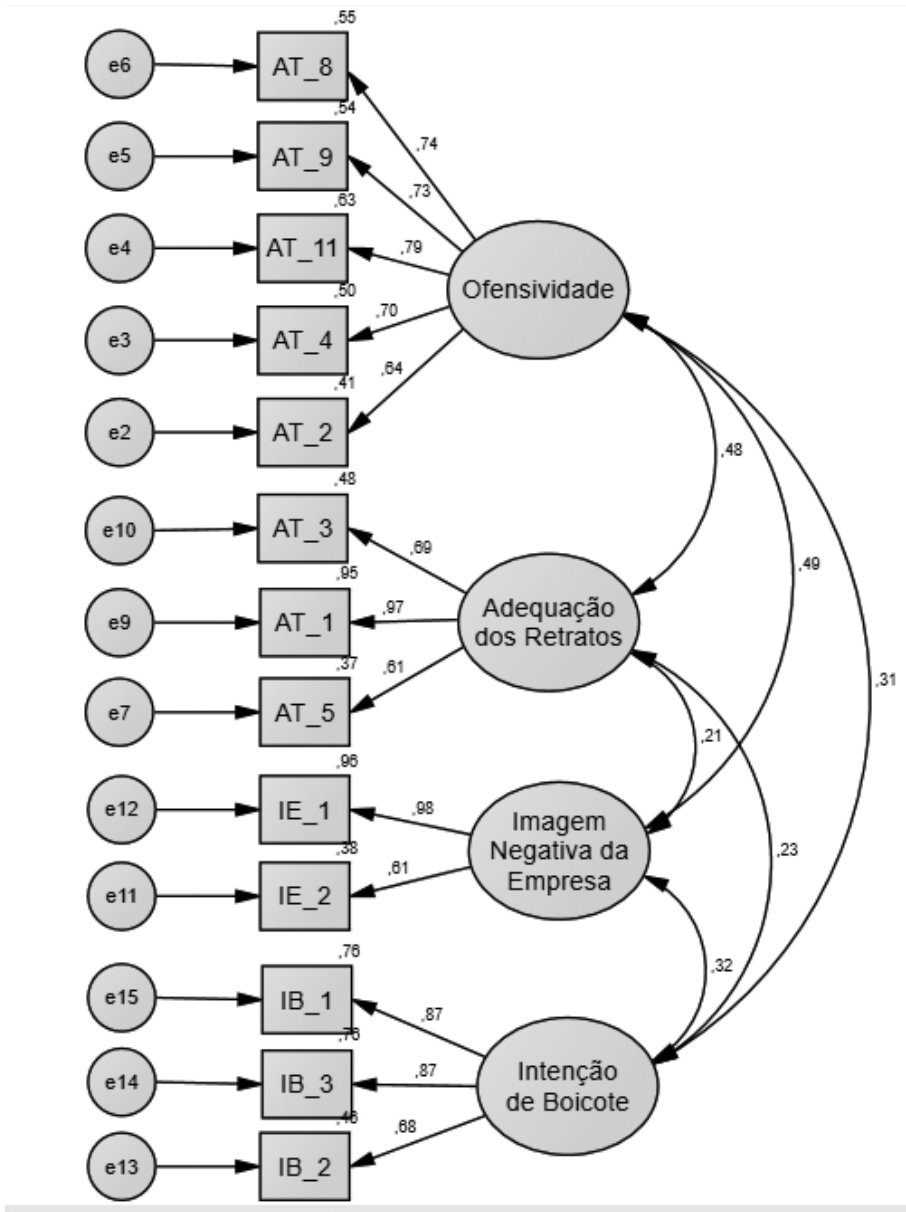 ,55
e6
AT_8
,74
,54
e5
AT_9
,73
,63
e4
AT_11
,79
Ofensividade
,50
e3
AT_4
,70
,41
,64
e2
AT_2
,48
,48
e10
AT_3
,69
,49
,95
e9
AT_1
,97
Adequação
dos Retratos
,37
,61
,31
e7
AT_5
,21
,96
e12
IE_1
,98
Imagem
Negativa da
Empresa
,38
,61
,23
e11
IE_2
,32
,76
e15
IB_1
,87
,76
e14
IB_3
,87
Intenção
de Boicote
,46
,68
e13
IB_2